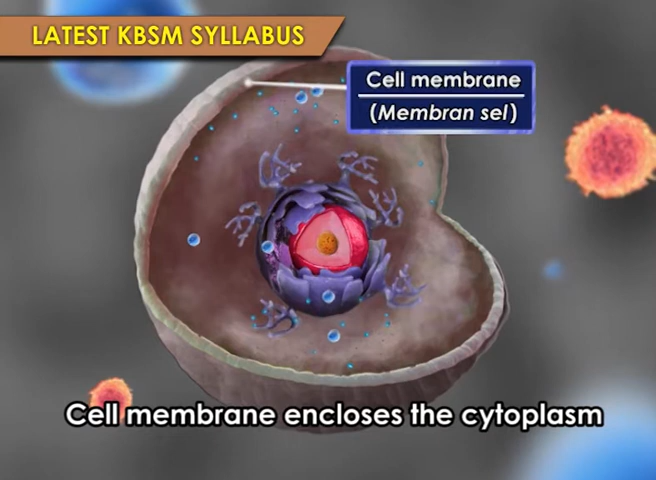 LATEST KBSM SYLLABUS
Cell membrane
(Membran sel)
Cell membrane encloses the cytoplasm